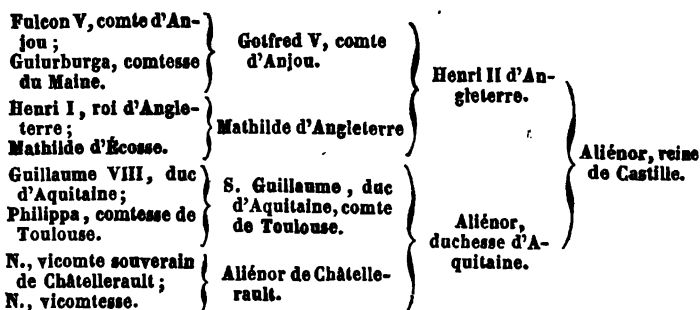 Fulcon V, comte d'An-
jou ;
Guiurburga, comtesse
du Maine.
Gotfred V, comte
d'Anjou.
Henri I, roi d'Angle-
terre ;
Mathilde d'Écosse.
Mathilde d'Angleterre
Henri II d'An-
gleterre.
Guillaume VIII, duc
d'Aquitaine;
Philippa, comtesse de
Toulouse.
S. Guillaume, duc
d'Aquitaine, comte
de Toulouse.
N., vicomte souverain
de Châtellerault ;
N., vicomtesse.
Aliénor de Châtelle-
rault.
Aliénor,
duchesse d'A-
quitaine.
Aliénor, reine
de Castille.